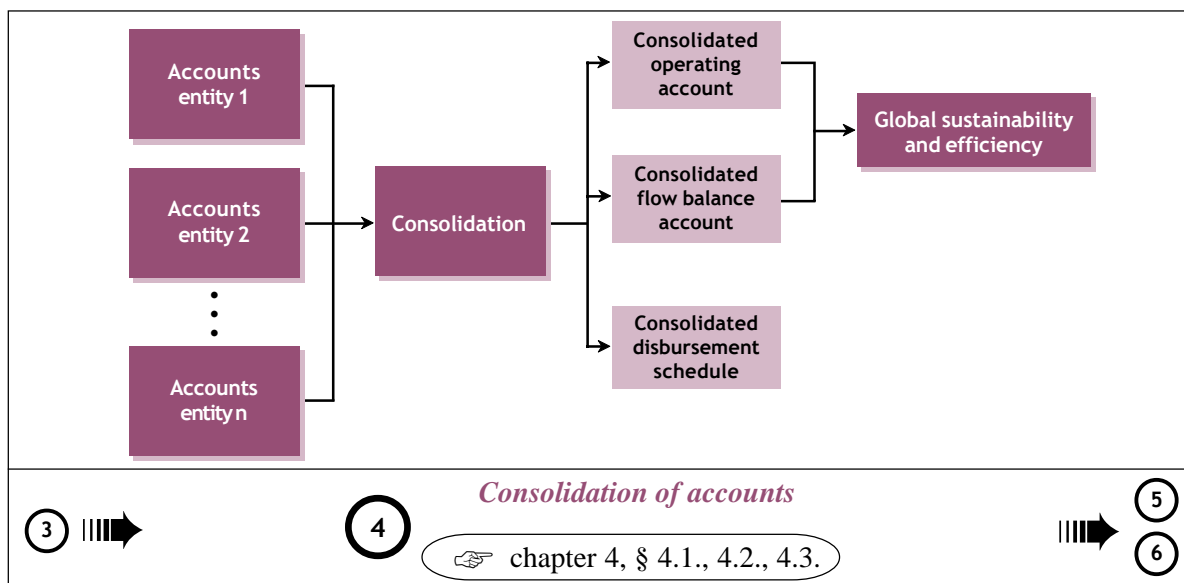 Accounts
entity 1
Accounts
entity 2
Accounts
entity n
Consolidation
Consolidated
operating
account
Consolidated
flow balance
account
Consolidated
disbursement
schedule
Global sustainability
and efficiency
3
4
Consolidation of accounts
☞ chapter 4, § 4.1., 4.2., 4.3.
5
6